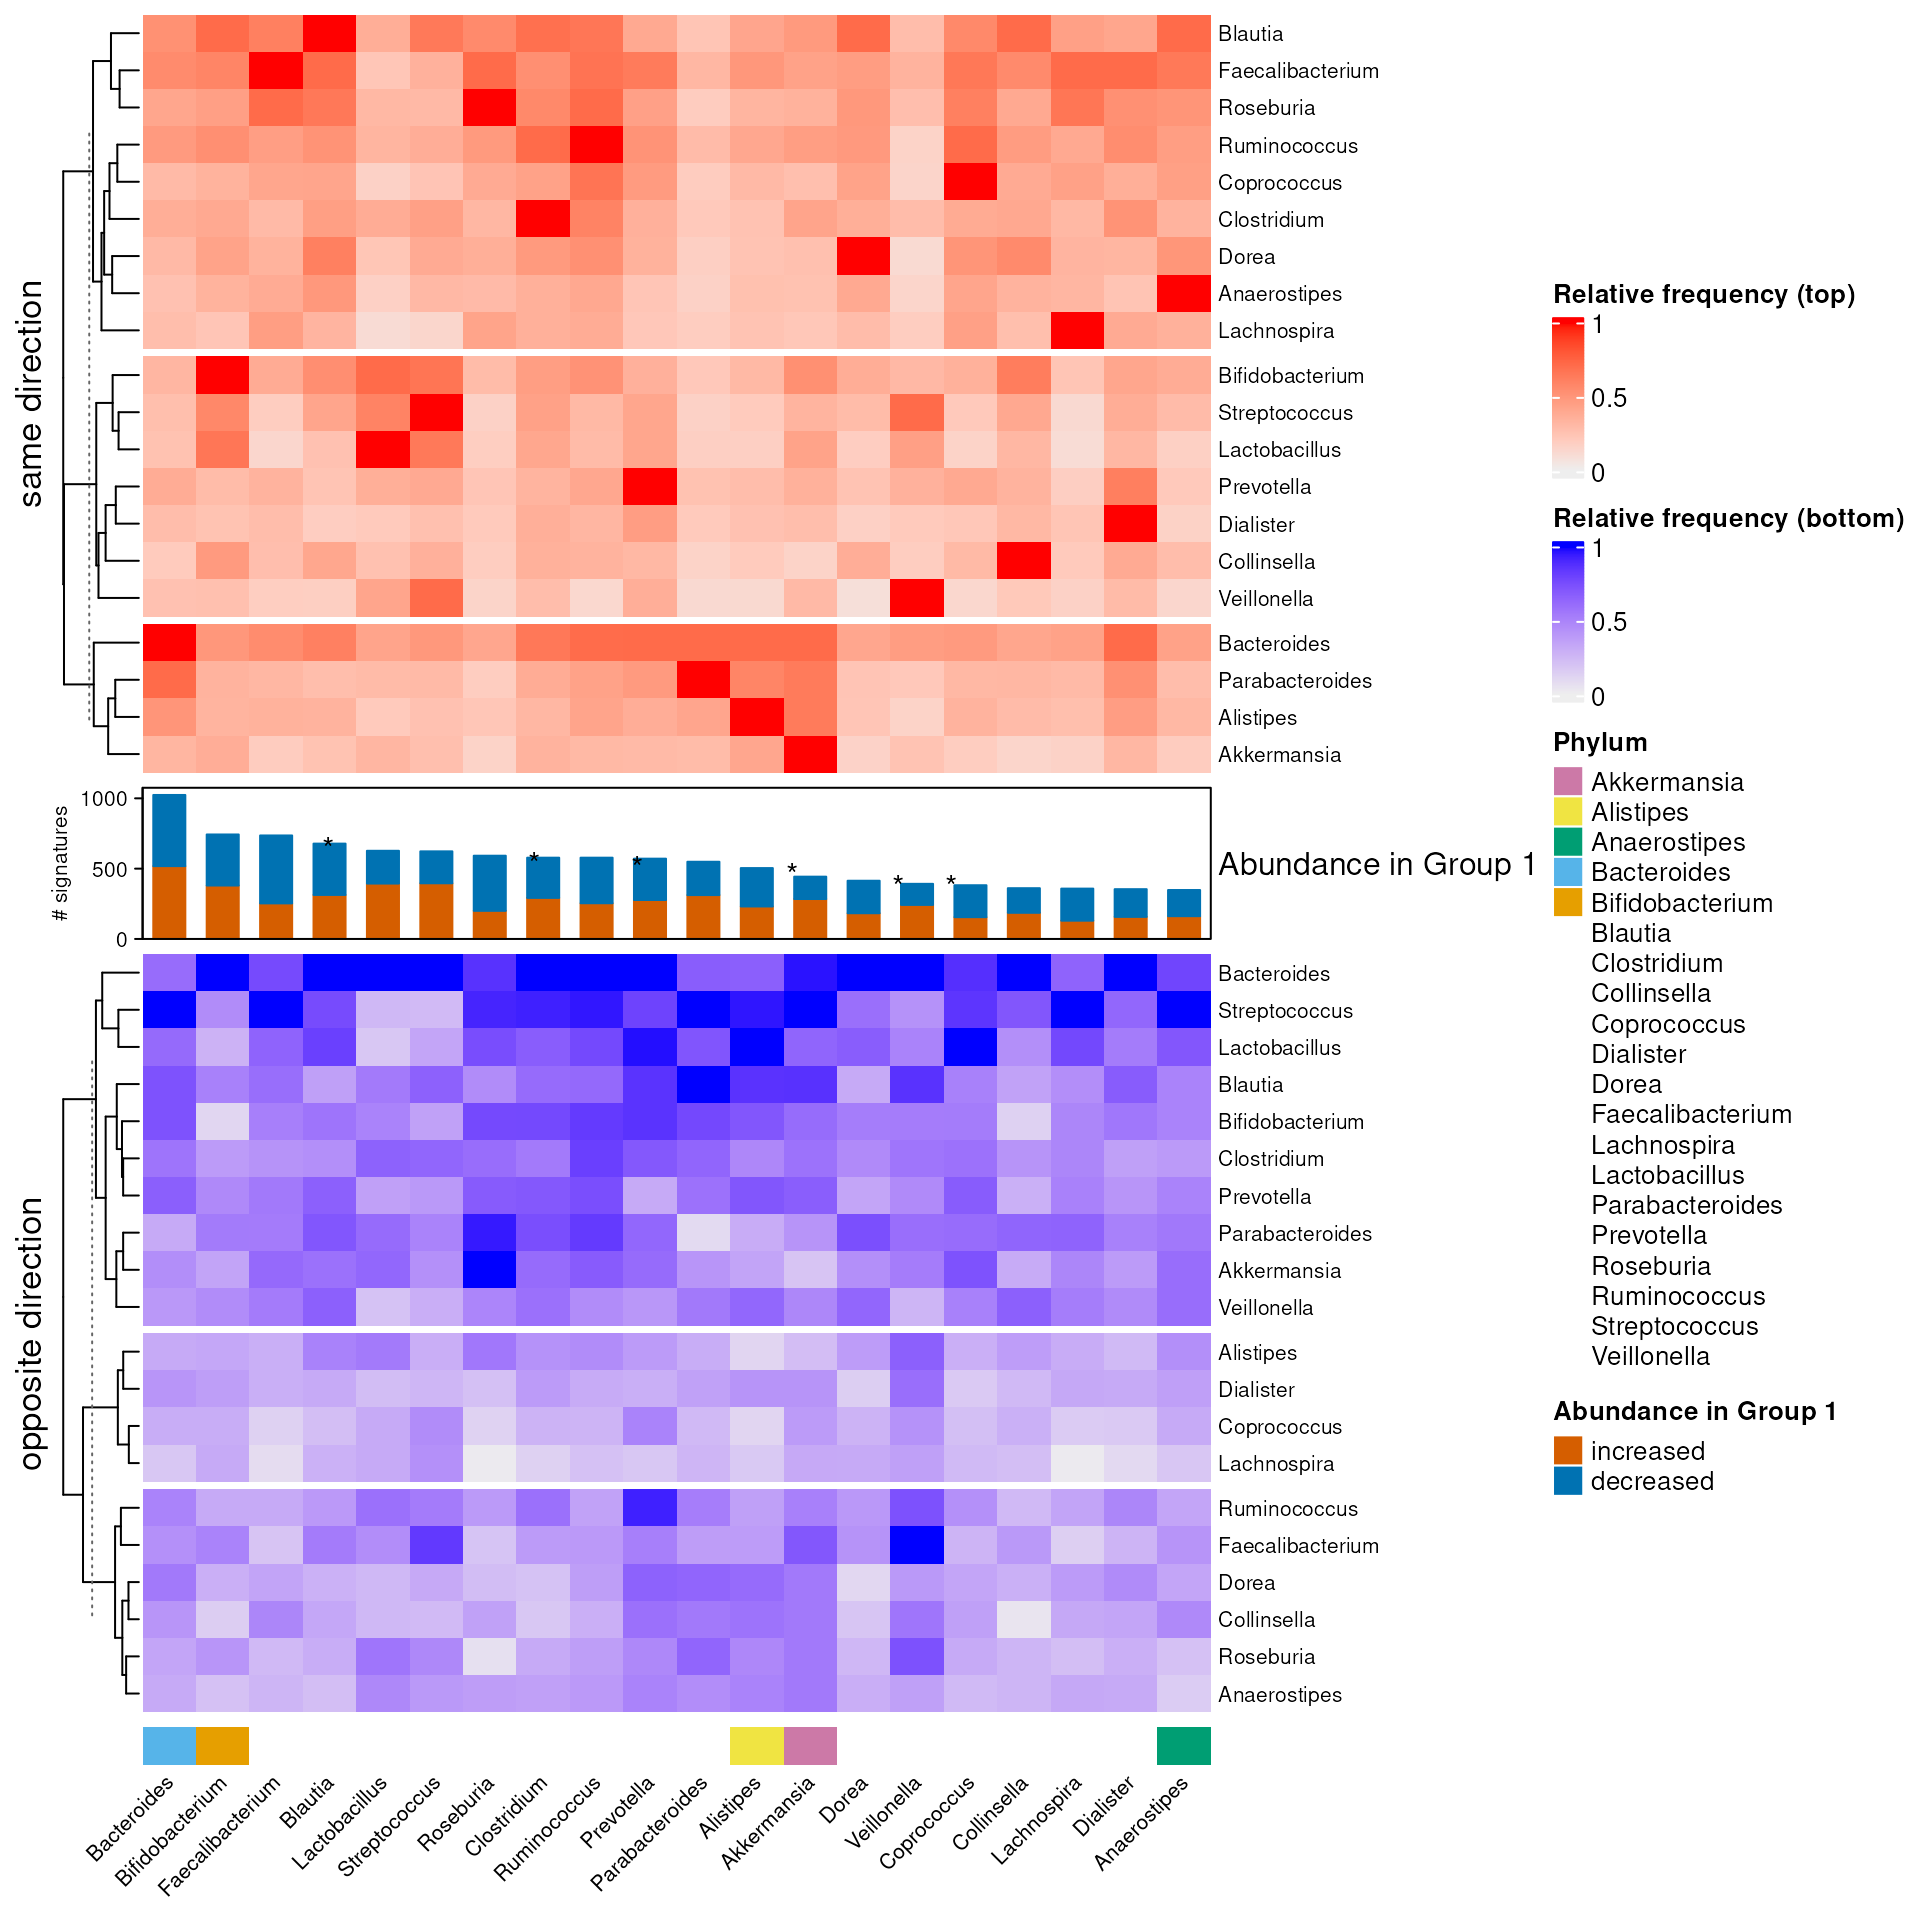 same direction
Blautia
Faecalibacterium
Roseburia
Ruminococcus
Coprococcus
Clostridium
Dorea
Anaerostipes
Lachnospira
Bifidobacterium
Streptococcus
Lactobacillus
Prevotella
Dialister
Collinsella
Veillonella
Bacteroides
Parabacteroides
Alistipes
Akkermansia
# signatures
1000
500
0
* * * * * *
Abundance in Group 1
opposite direction
Bacteroides
Streptococcus
Lactobacillus
Blautia
Bifidobacterium
Clostridium
Prevotella
Parabacteroides
Akkermansia
Veillonella
Alistipes
Dialister
Coprococcus
Lachnospira
Ruminococcus
Faecalibacterium
Dorea
Collinsella
Roseburia
Anaerostipes
Bacteroides
Bifidobacterium
Faecalibacterium
Blautia
Lactobacillus
Streptococcus
Roseburia
Clostridium
Ruminococcus
Prevotella
Parabacteroides
Alistipes
Akkermansia
Dorea
Veillonella
Coprococcus
Collinsella
Lachnospira
Dialister
Anaerostipes
Relative frequency (top)
1
0.5
0
Relative frequency (bottom)
1
0.5
0
Phylum
Akkermansia
Alistipes
Anaerostipes
Bacteroides
Bifidobacterium
Blautia
Clostridium
Collinsella
Coprococcus
Dialister
Dorea
Faecalibacterium
Lachnospira
Lactobacillus
Parabacteroides
Prevotella
Roseburia
Ruminococcus
Streptococcus
Veillonella
Abundance in Group 1
increased
decreased